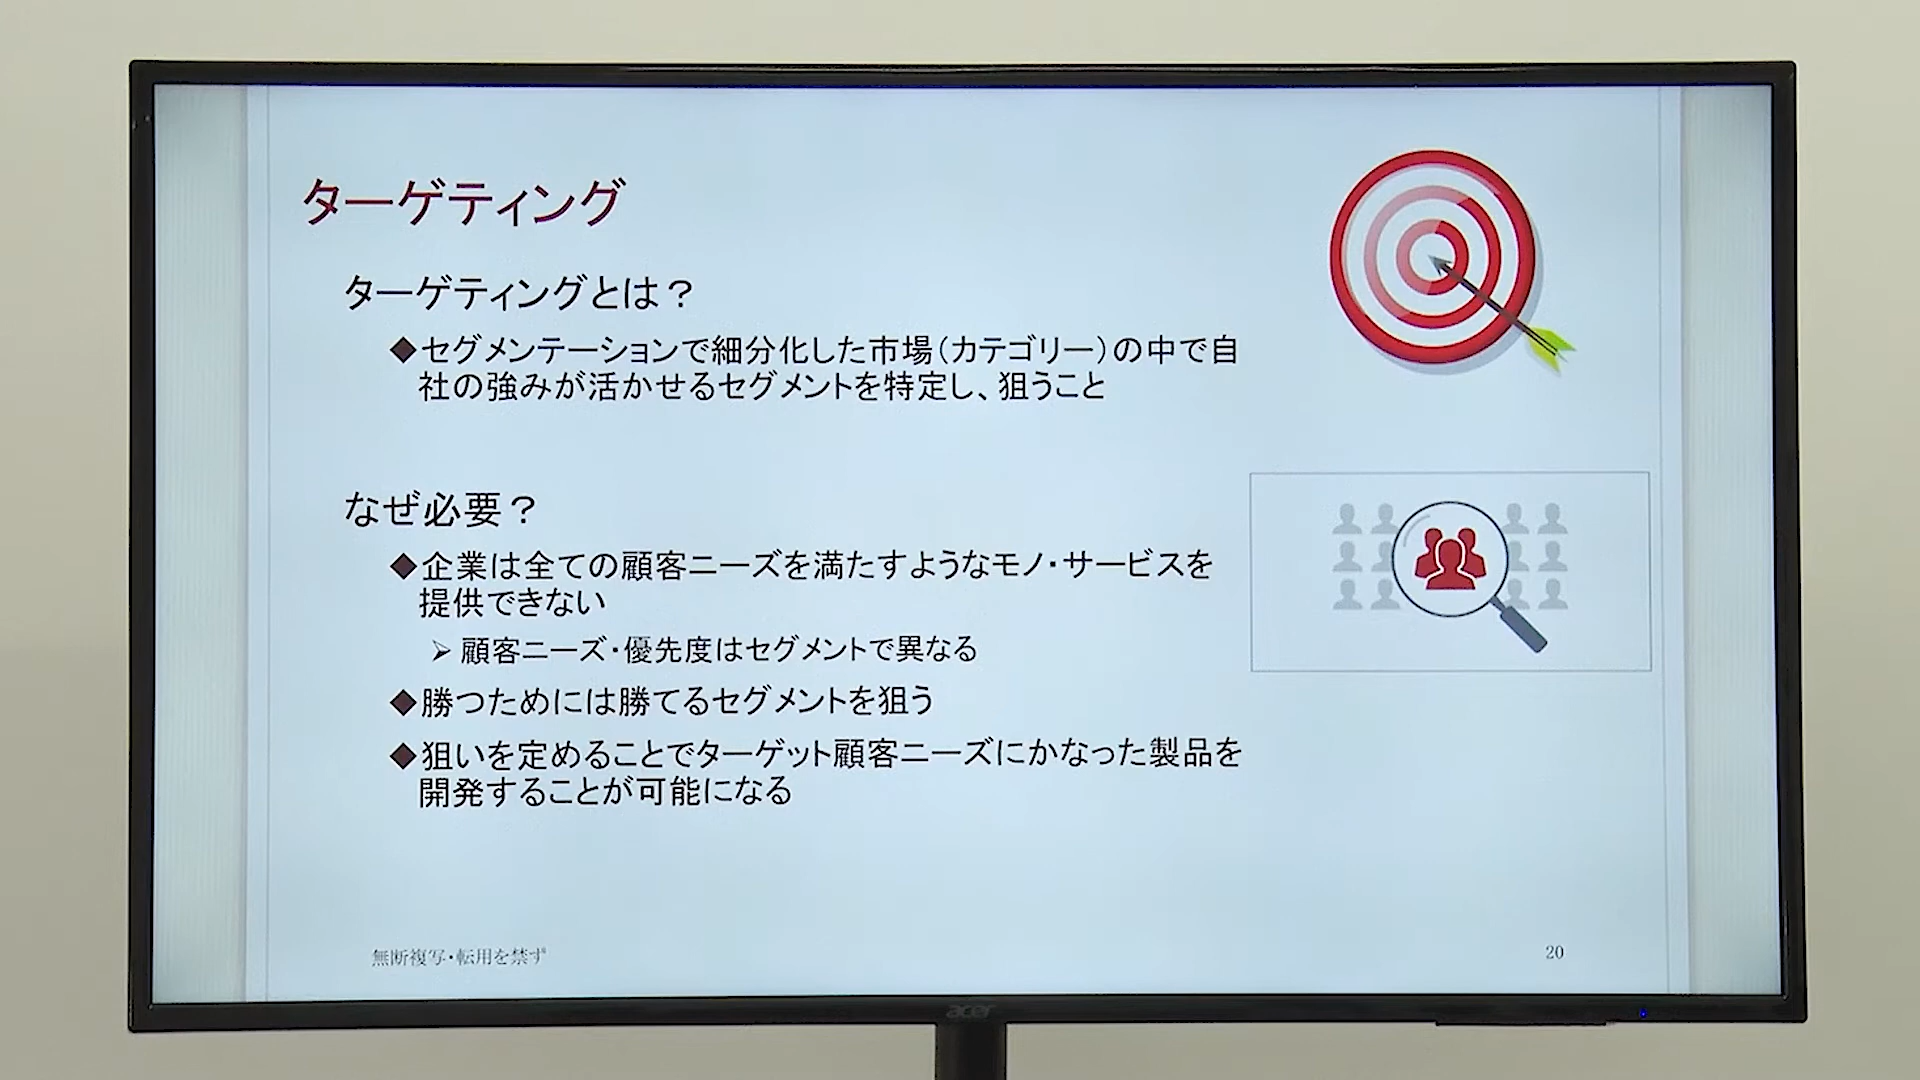 ターゲティング
ターゲティングとは？
◆セグメンテーションで細分化した市場（カテゴリー）の中で自
社の強みが活かせるセグメントを特定し、狙うこと
なぜ必要？
◆企業は全ての顧客ニーズを満たすようなモノ・サービスを
提供できない
➢ 顧客ニーズ・優先度はセグメントで異なる
◆勝つためには勝てるセグメントを狙う
◆狙いを定めることでターゲット顧客ニーズにかなった製品を
開発することが可能になる
無断複写・転用を禁ず
20
acer